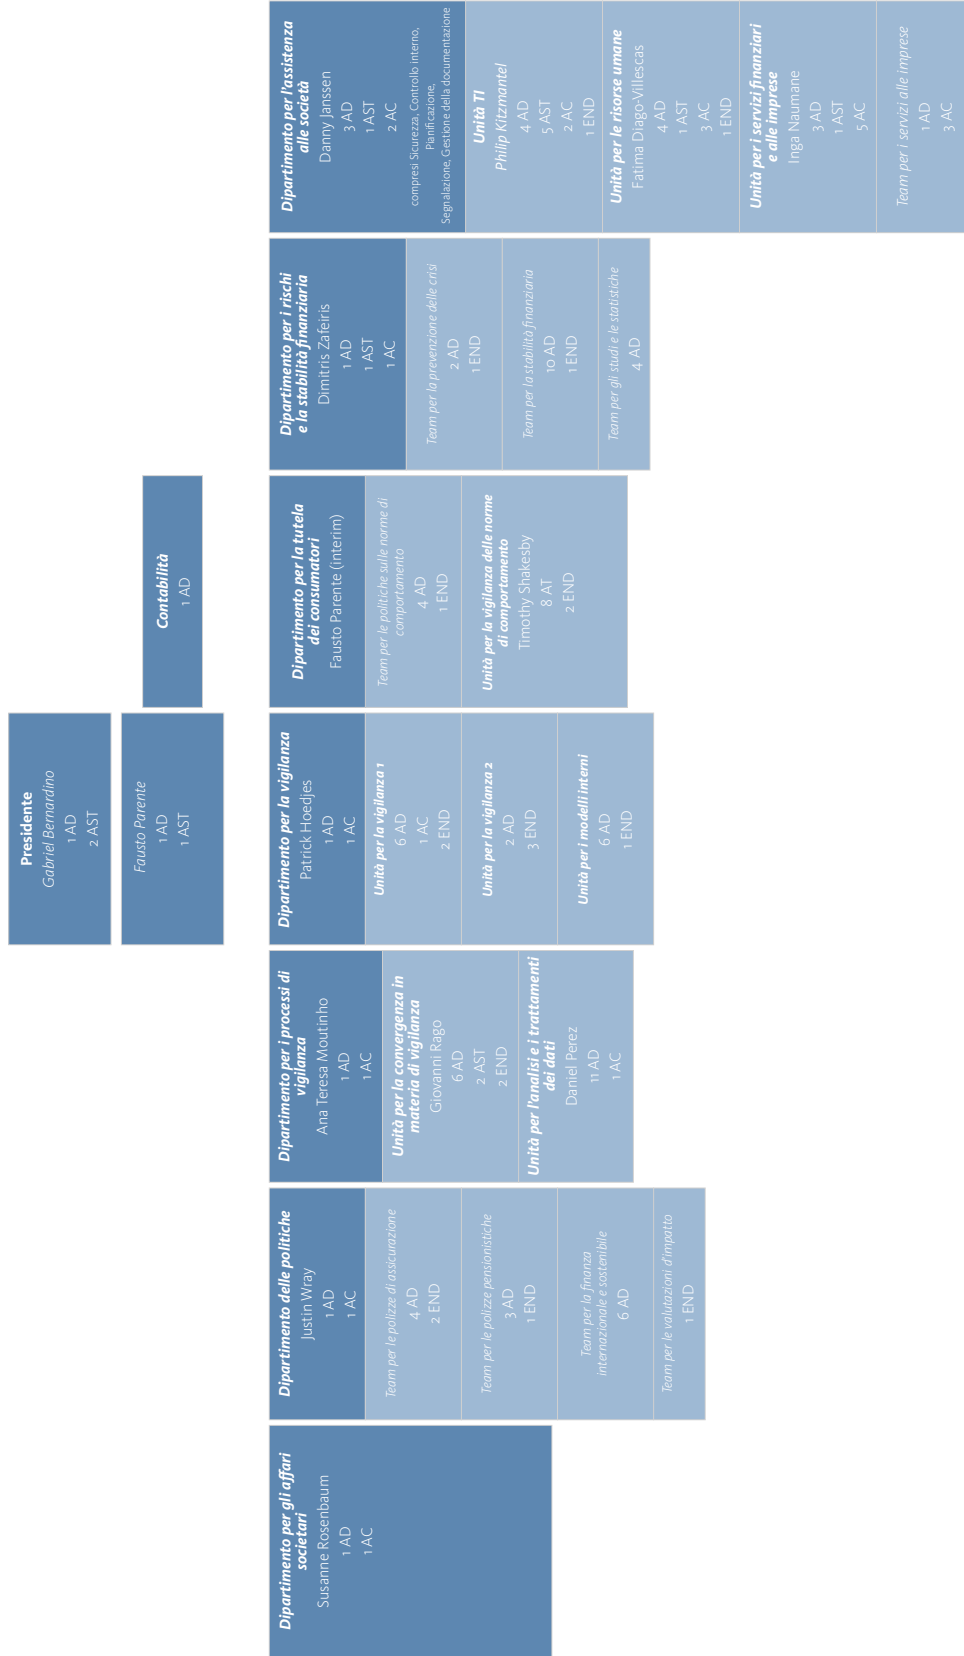 Presidente
Gabriel Bernardino
1 AD
2 AST
Fausto Parente
1 AD
1 AST
Contabilità
1 AD
Dipartimento per gli affari
societari
Susanne Rosenbaum
1 AD
1 AC
Dipartimento delle politiche
Justin Wray
1 AD
1 AC
Team per le polizze di assicurazione
4 AD
2 END
Team per le polizze pensionistiche
3 AD
1 END
Team per la finanza
internazionale e sostenibile
6 AD
Team per le valutazioni d'impatto
1 END
Dipartimento per i processi di
vigilanza
Ana Teresa Moutinho
1 AD
1 AC
Unità per la convergenza in
materia di vigilanza
Giovanni Rago
6 AD
2 AST
2 END
Unità per l'analisi e i trattamenti
dei dati
Daniel Perez
11 AD
1 AC
Dipartimento per la vigilanza
Patrick Hoedjes
1 AD
1 AC
Unità per la vigilanza 1
6 AD
1 AC
2 END
Unità per la vigilanza 2
2 AD
3 END
Unità per i modelli interni
6 AD
1 END
Dipartimento per la tutela
dei consumatori
Fausto Parente (interim)
Team per le politiche sulle norme di
comportamento
4 AD
1 END
Unità per la vigilanza delle norme
di comportamento
Timothy Shakesby
8 AT
2 END
Dipartimento per i rischi
e la stabilità finanziaria
Dimitris Zafeiris
1 AD
1 AST
1 AC
Team per la prevenzione delle crisi
2 AD
1 END
Team per la stabilità finanziaria
10 AD
1 END
Team per gli studi e le statistiche
4 AD
Dipartimento per l'assistenza
alle società
Danny Janssen
3 AD
1 AST
2 AC
compresi Sicurezza, Controllo interno,
Pianificazione,
Segnalazione, Gestione della documentazione
Unità TI
Philip Kitzmantel
4 AD
5 AST
2 AC
1 END
Unità per le risorse umane
Fatima Diago-Villescas
4 AD
1 AST
3 AC
1 END
Unità per i servizi finanziari
e alle imprese
Inga Naumane
3 AD
1 AST
5 AC
Team per i servizi alle imprese
1 AD
3 AC